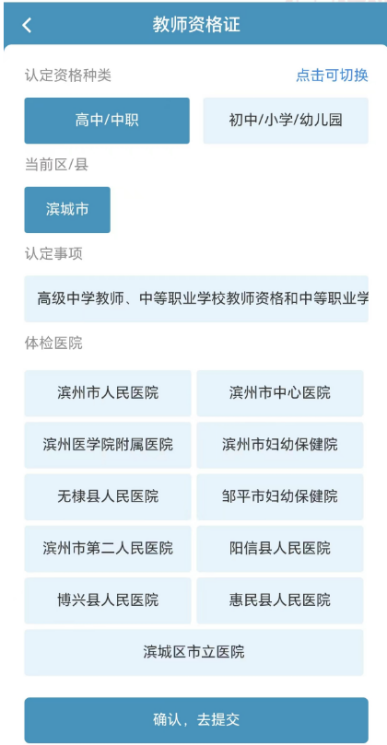 教师资格证
认定资格种类 点击可切换
高中/中职 初中/小学/幼儿园
当前区/县
滨城市
认定事项
高级中学教师、中等职业学校教师资格和中等职业学
体检医院
滨州市人民医院 滨州市中心医院
滨州医学院附属医院 滨州市妇幼保健院
无棣县人民医院 邹平市妇幼保健院
滨州市第二人民医院 阳信县人民医院
博兴县人民医院 惠民县人民医院
滨城区市立医院
确认，去提交